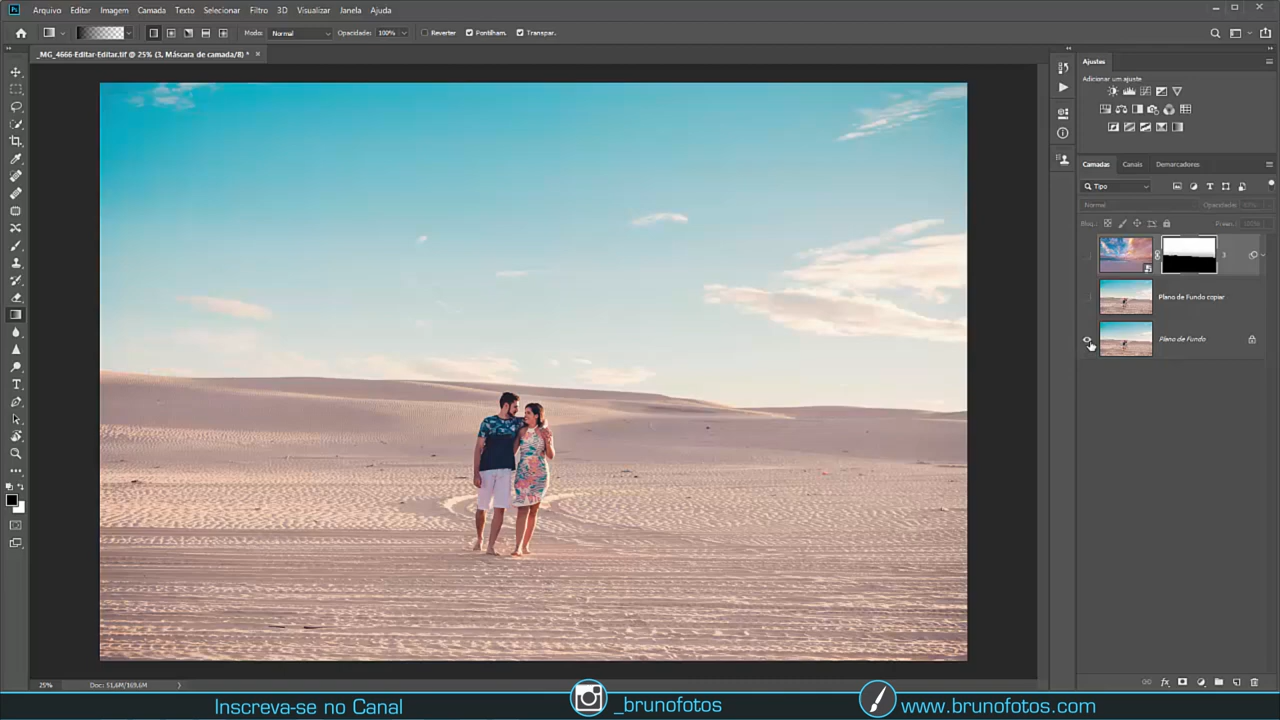 Ps Arquivo Editar Imagem Camada Texto Selecionar Filtro 3D Visualizar Janela Ajuda
Modo: Normal Opacidade: 100% Reverter Pontilham. Transpar.
_MG_4666-Editar-Editar.tif @ 25% (3, Máscara de camada/8) *
Ajustes
Adicionar um ajuste
Camadas Canais Demarcadores
Tipo
Normal Opacidade:
Bloq.: Preen.: 100%
3
Plano de Fundo copiar
Plano de Fundo
25% Doc: 51,6M/169,6M
Inscreva-se no Canal _brunofotos www.brunofotos.com